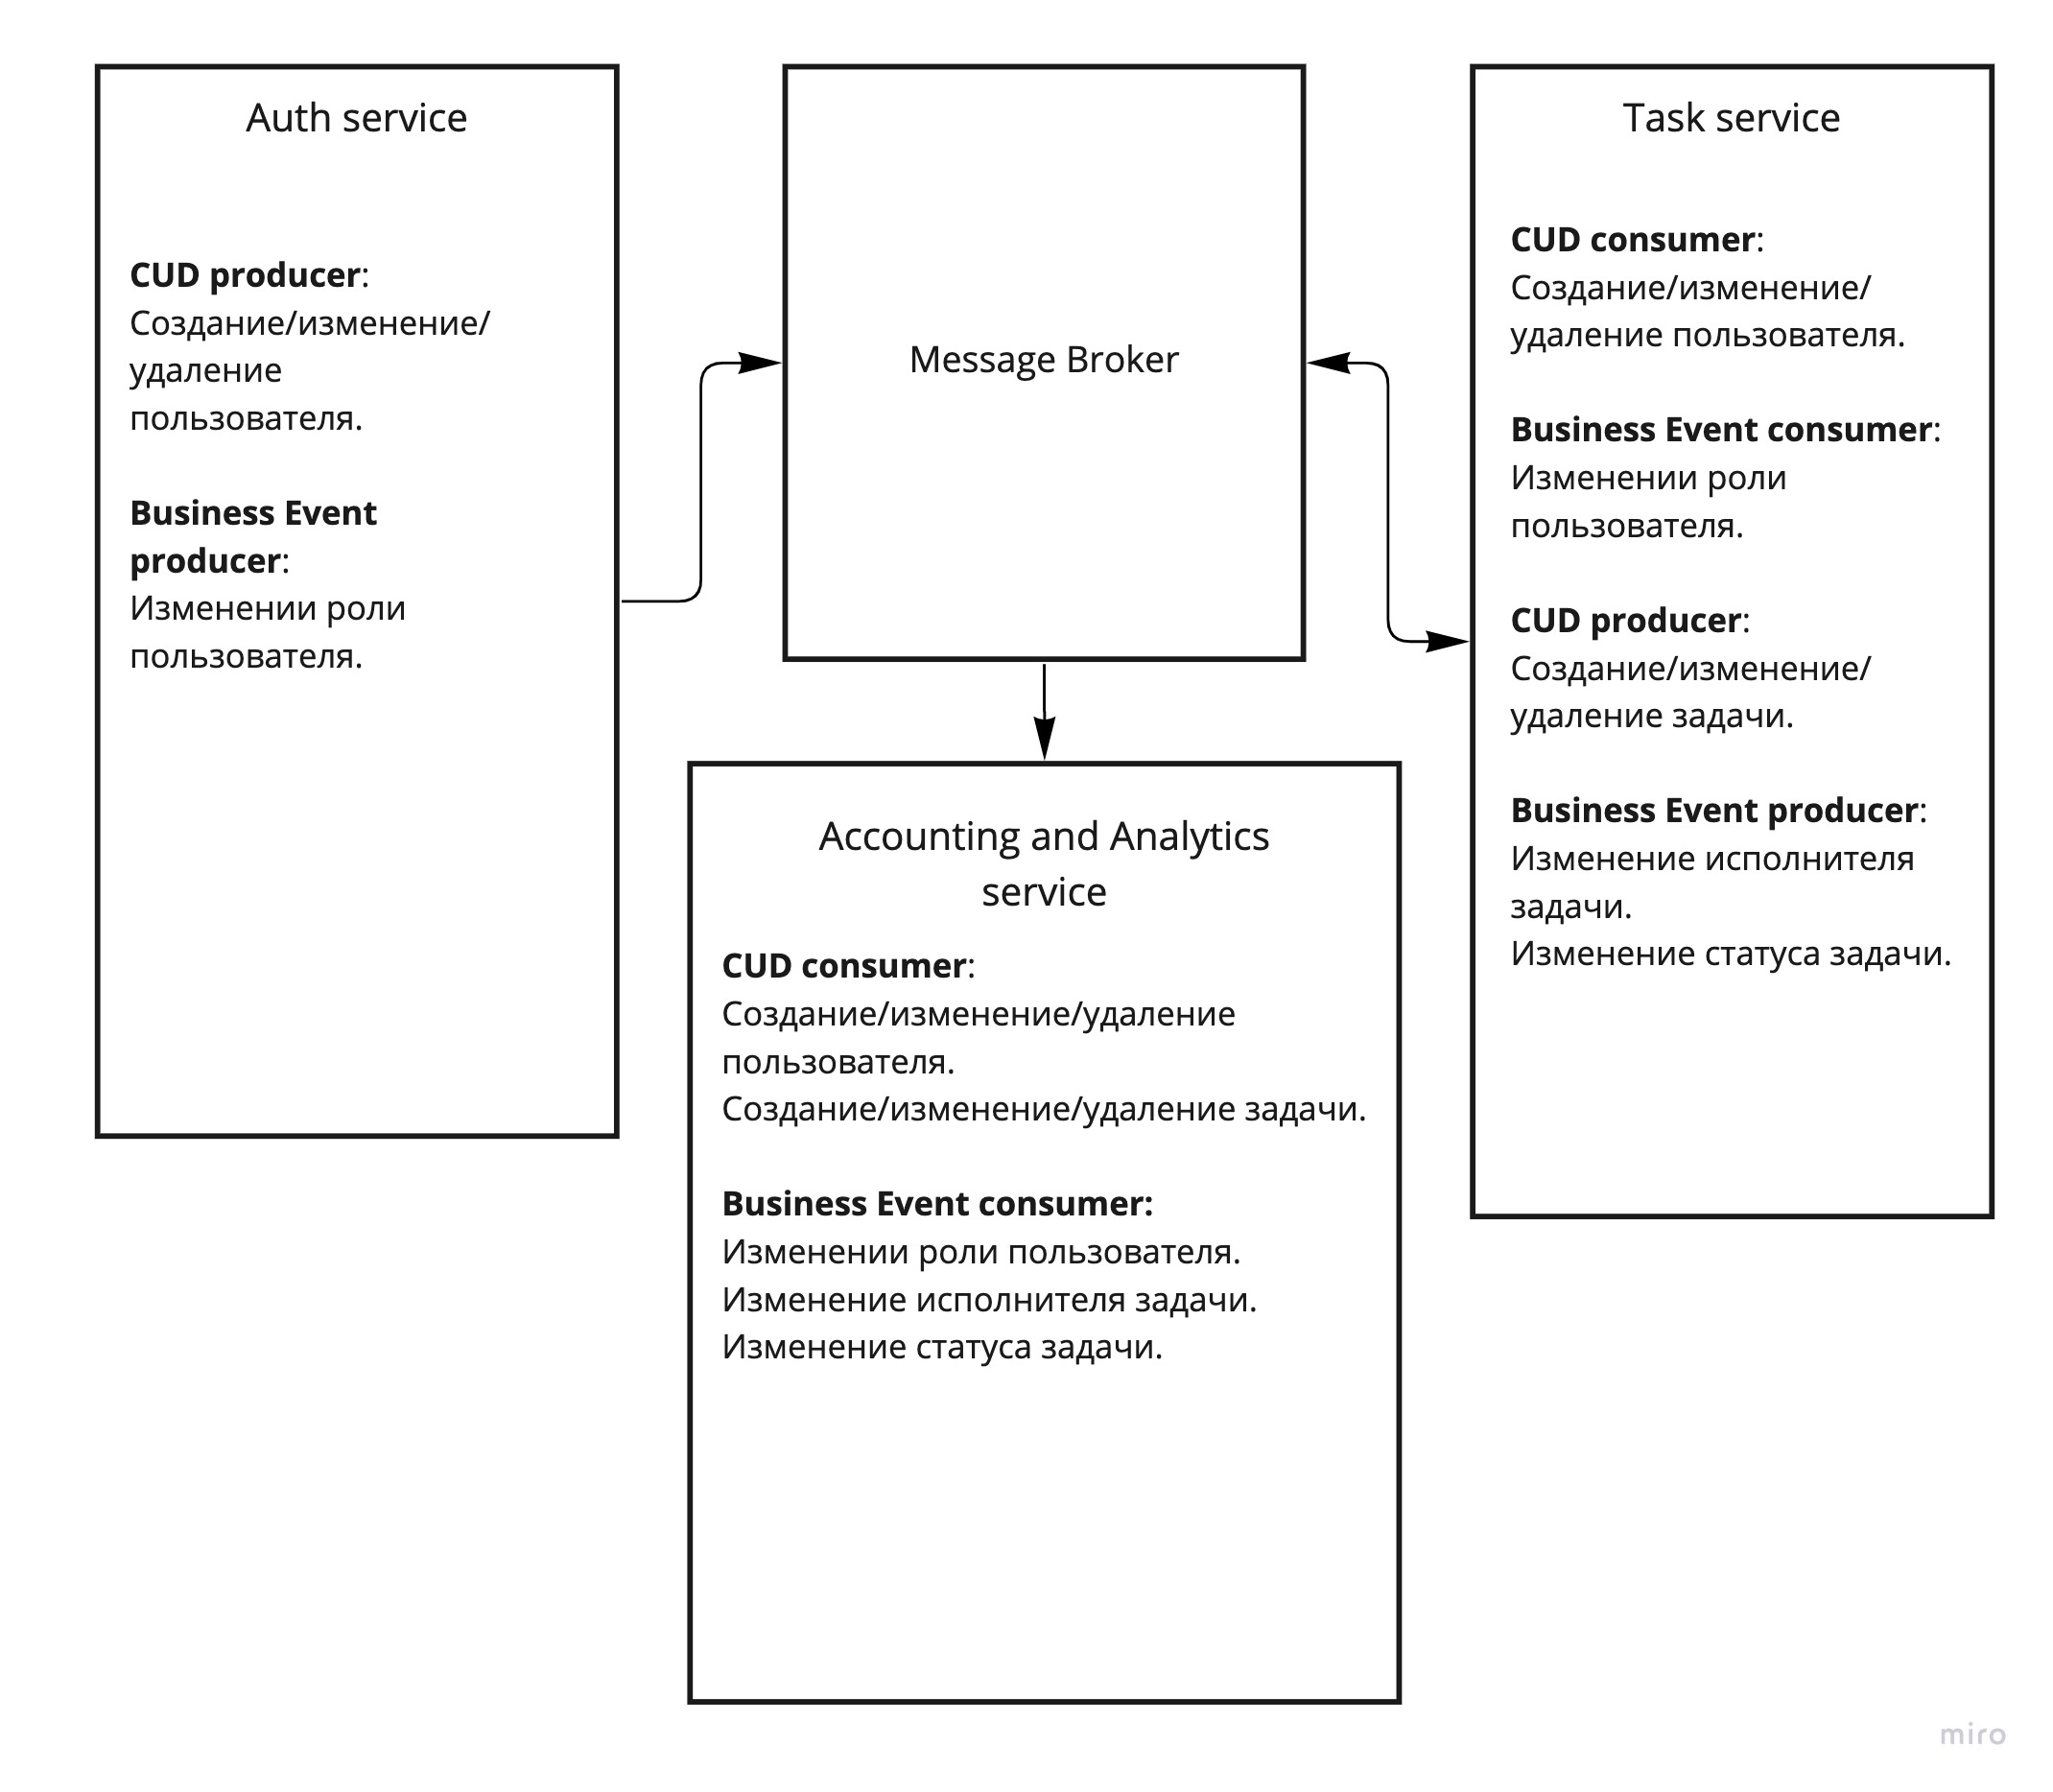 Auth service
CUD producer:
Создание/изменение/
удаление
пользователя.
Business Event
producer:
Изменении роли
пользователя.
Message Broker
Task service
CUD consumer:
Создание/изменение/
удаление пользователя.
Business Event consumer:
Изменении роли
пользователя.
CUD producer:
Создание/изменение/
удаление задачи.
Business Event producer:
Изменение исполнителя
задачи.
Изменение статуса задачи.
Accounting and Analytics
service
CUD consumer:
Создание/изменение/удаление
пользователя.
Создание/изменение/удаление задачи.
Business Event consumer:
Изменении роли пользователя.
Изменение исполнителя задачи.
Изменение статуса задачи.
miro